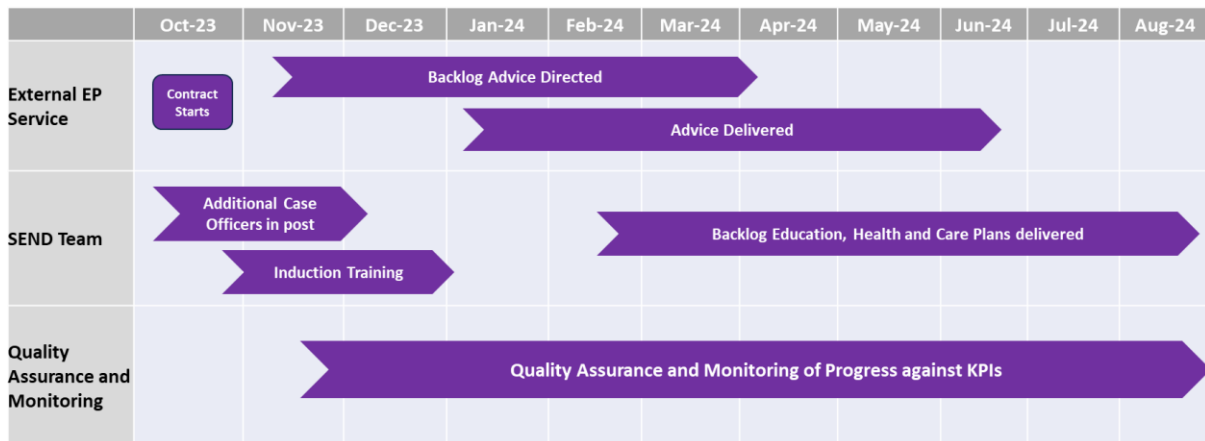 Oct-23 Nov-23 Dec-23 Jan-24 Feb-24 Mar-24 Apr-24 May-24 Jun-24 Jul-24 Aug-24
External EP
Service
Contract
Starts
Backlog Advice Directed
Advice Delivered
SEND Team
Additional Case
Officers in post
Induction Training
Backlog Education, Health and Care Plans delivered
Quality
Assurance and
Monitoring
Quality Assurance and Monitoring of Progress against KPIs